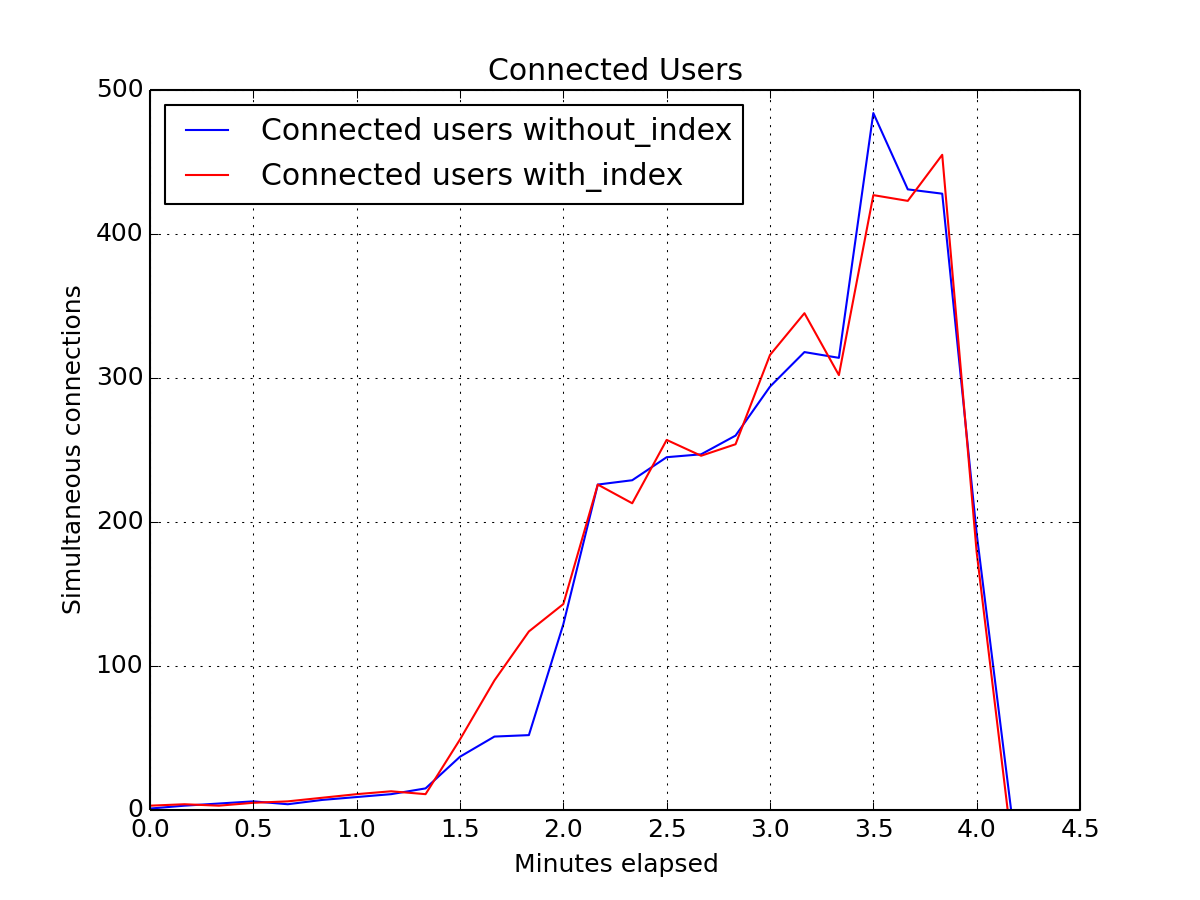 Connected Users
Connected users without_index
Connected users with_index
500
400
300
200
100
0
Simultaneous connections
0.0 0.5 1.0 1.5 2.0 2.5 3.0 3.5 4.0 4.5
Minutes elapsed